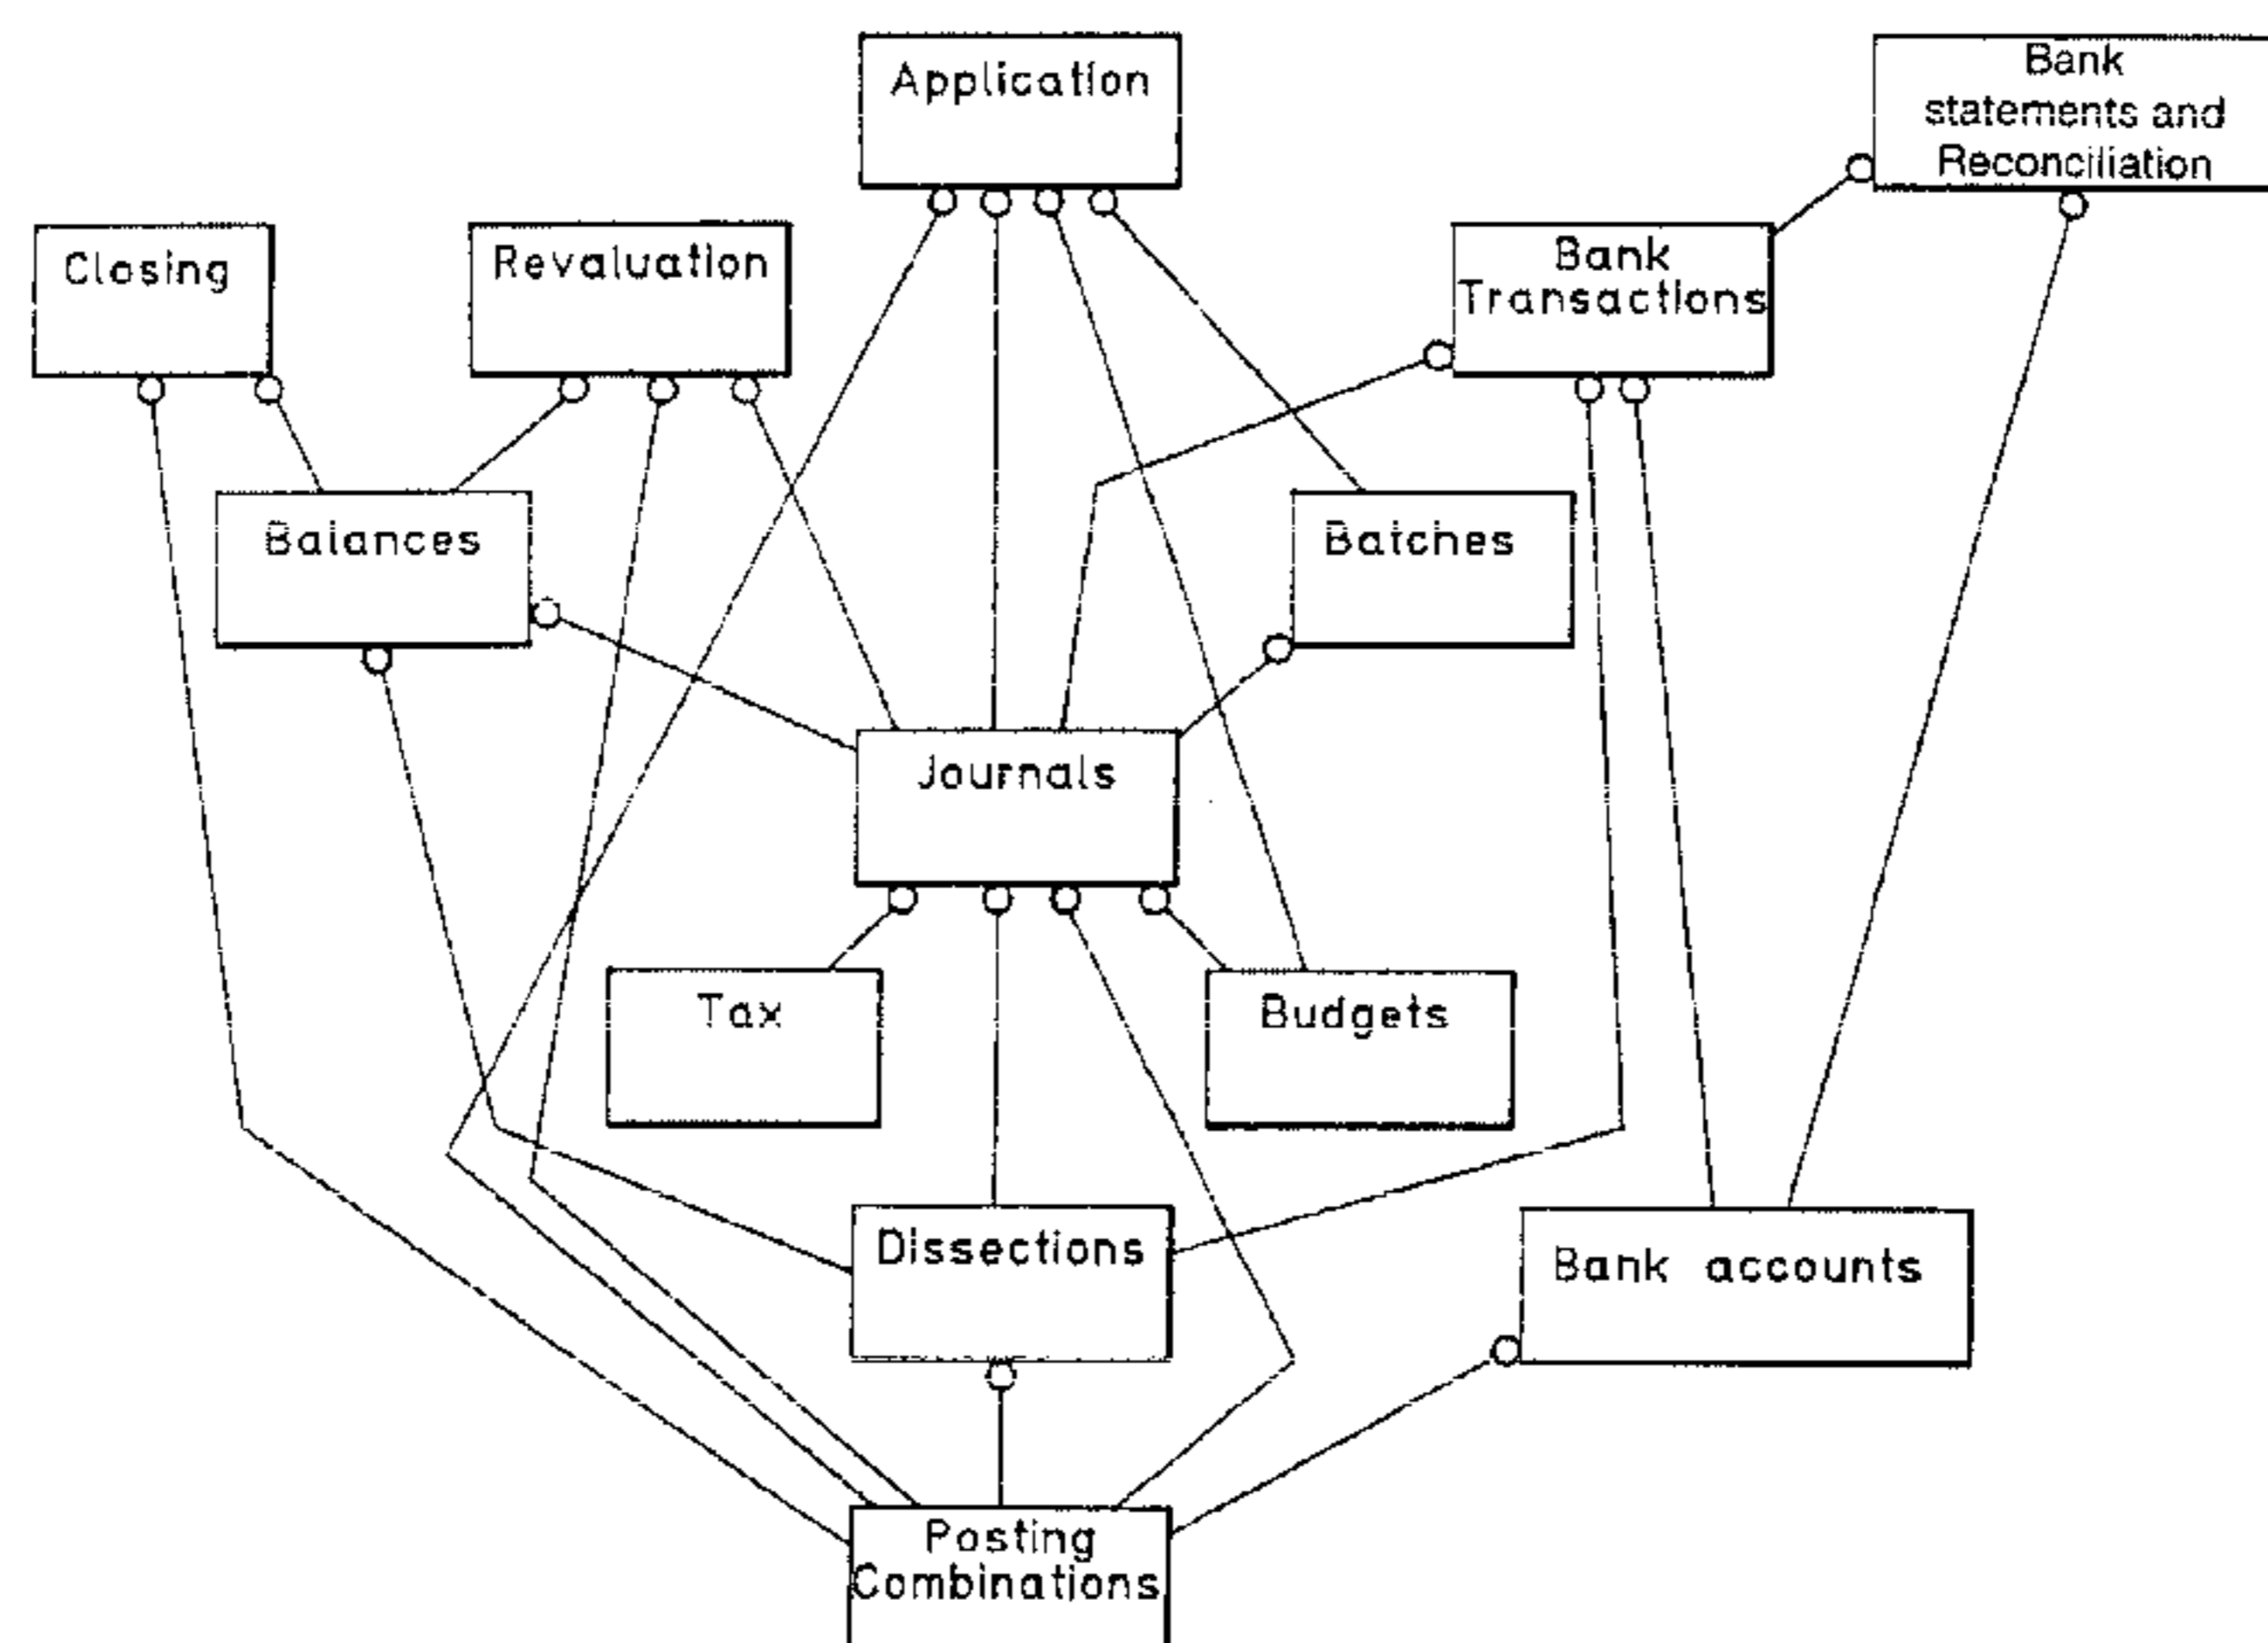 Application
Bank
statements and
Reconciliation
Closing
Revaluation
Bank
Transactions
Balances
Batches
Journals
Tax
Budgets
Dissections
Bank accounts
Posting
Combinations